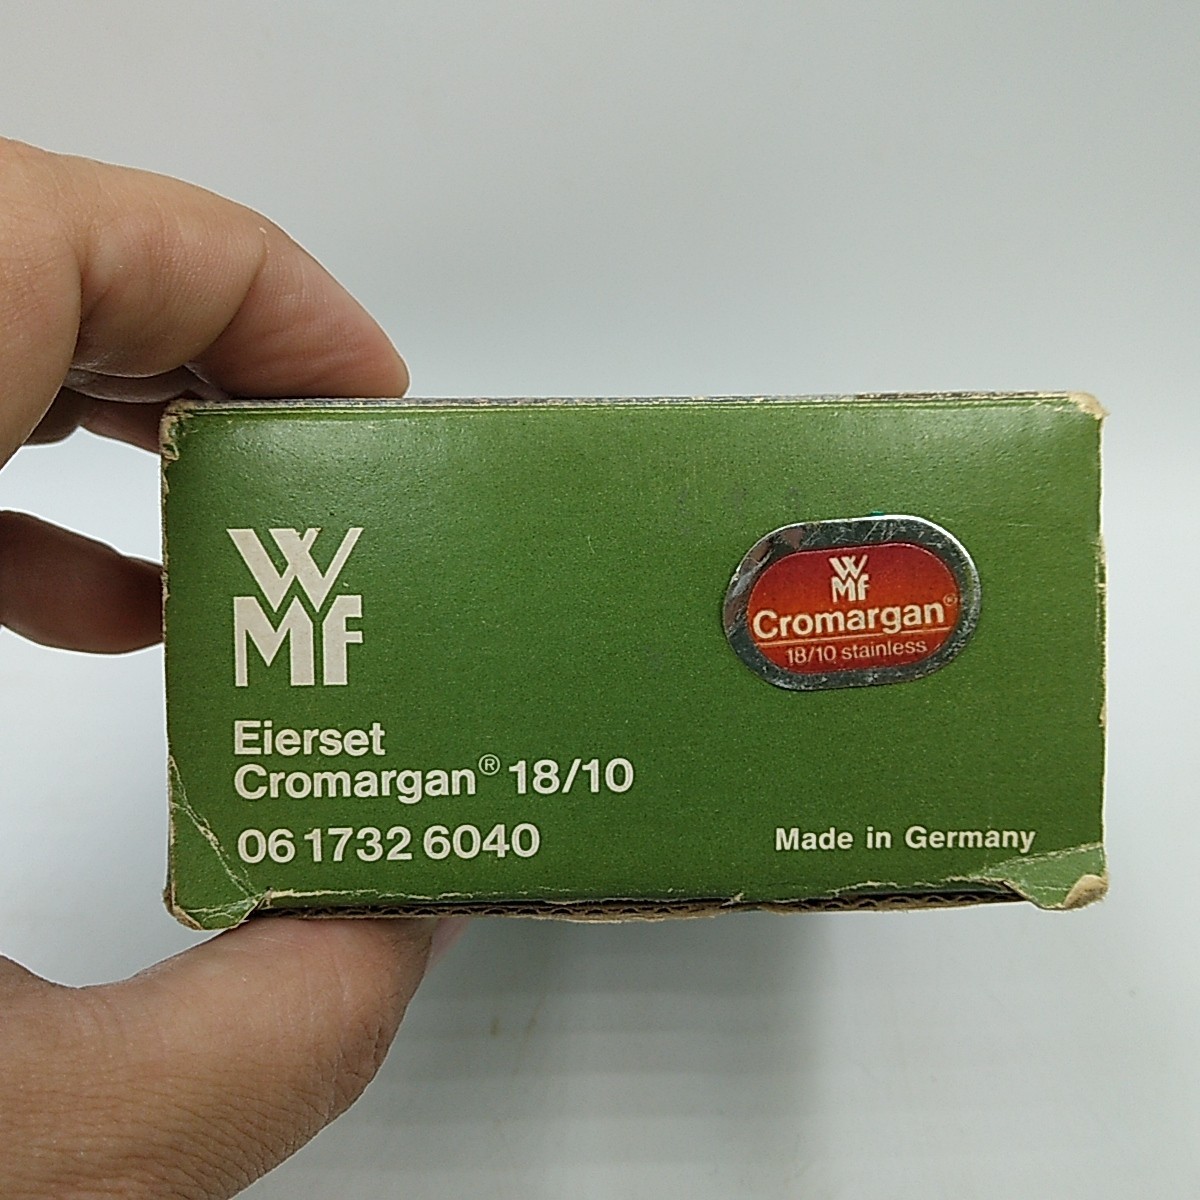 WMF
Eierset
Cromargan® 18/10
06 1732 6040
WMF
Cromargan®
18/10 stainless
Made in Germany